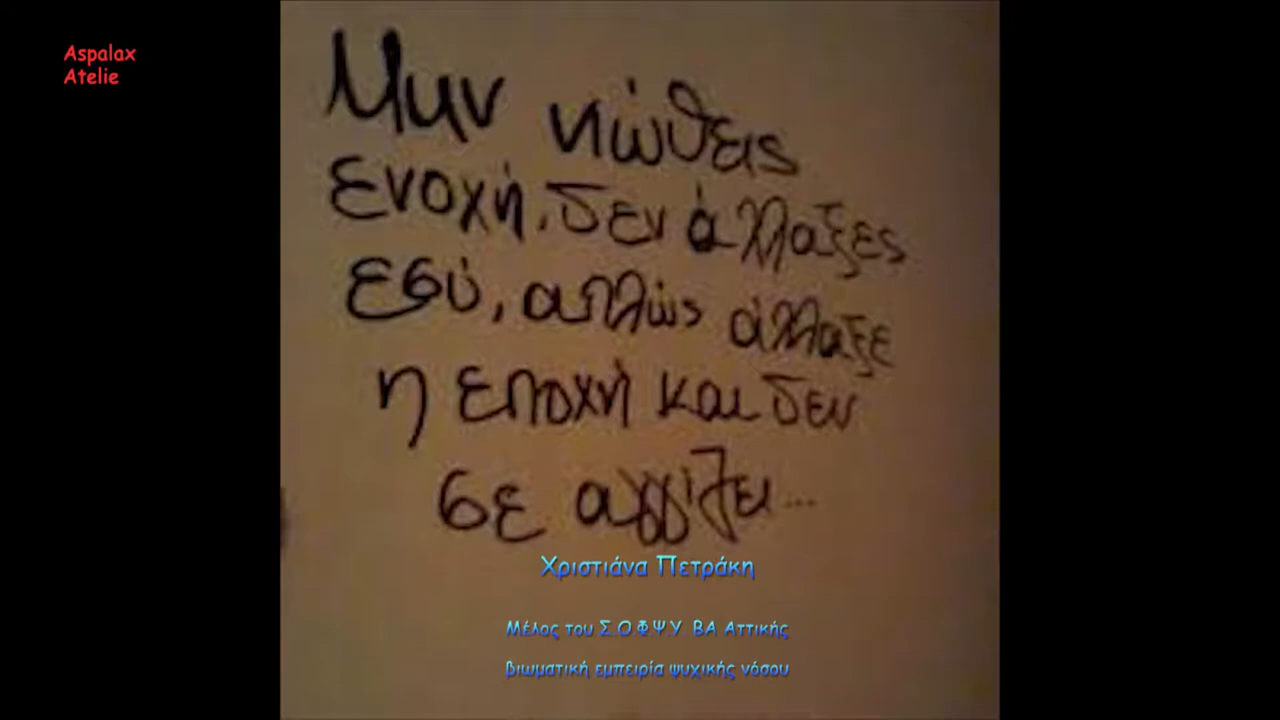 Aspalax
Atelie
Μην νιώθεις
ενοχή. δεν άλλαξες
εσύ, απλώς άλλαξε
η εποχή και δεν
σε αγγίζει...
Χριστιάνα Πετράκη
Μέλος του Σ.Ο.Φ.Ψ.Υ ΒΑ Αττικής
βιωματική εμπειρία ψυχικής νόσου